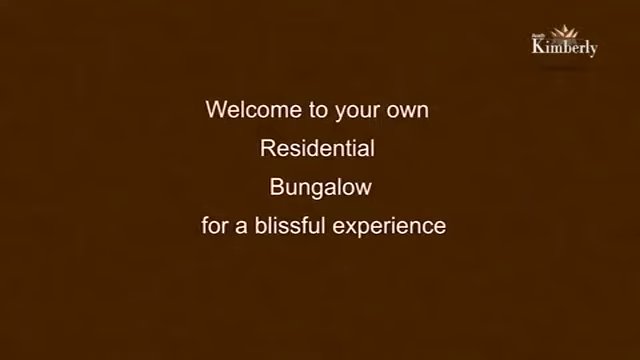 Kimberly
Welcome to your own
Residential
Bungalow
for a blissful experience